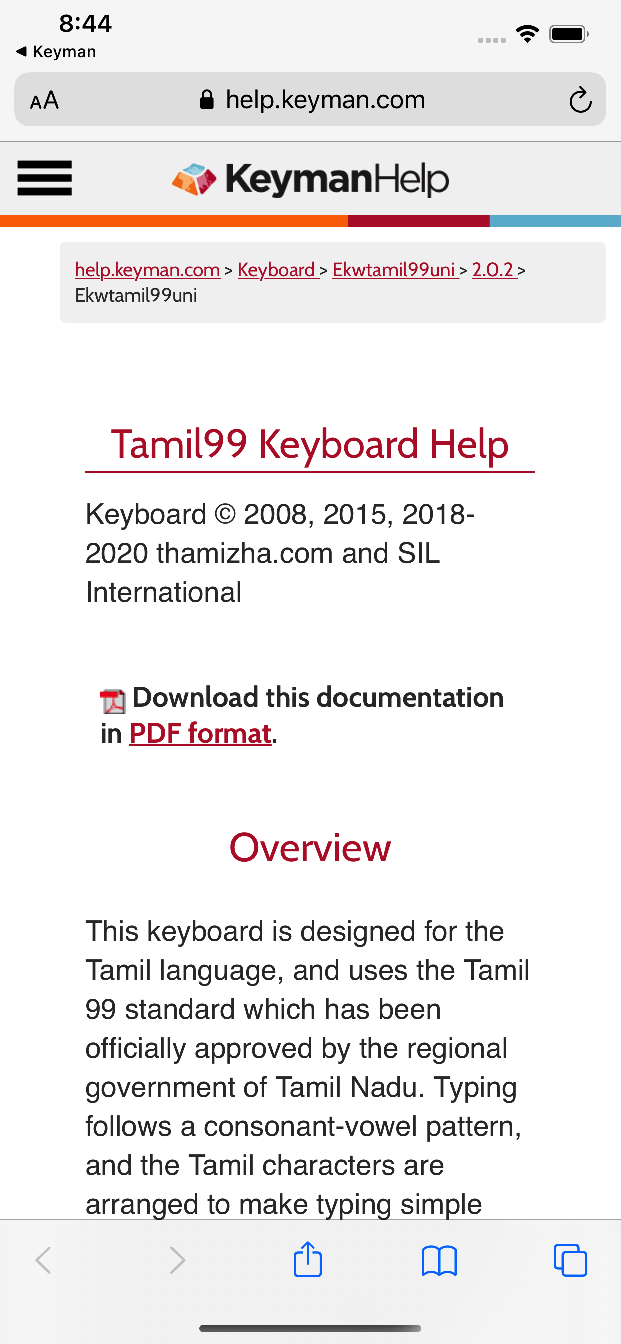 8:44
◀ Keyman
AA help.keyman.com
KeymanHelp
help.keyman.com > Keyboard > Ekwtamil99uni > 2.0.2 >
Ekwtamil99uni
Tamil99 Keyboard Help
Keyboard © 2008, 2015, 2018-
2020 thamizha.com and SIL
International
Download this documentation
in PDF format.
Overview
This keyboard is designed for the
Tamil language, and uses the Tamil
99 standard which has been
officially approved by the regional
government of Tamil Nadu. Typing
follows a consonant-vowel pattern,
and the Tamil characters are
arranged to make typing simple